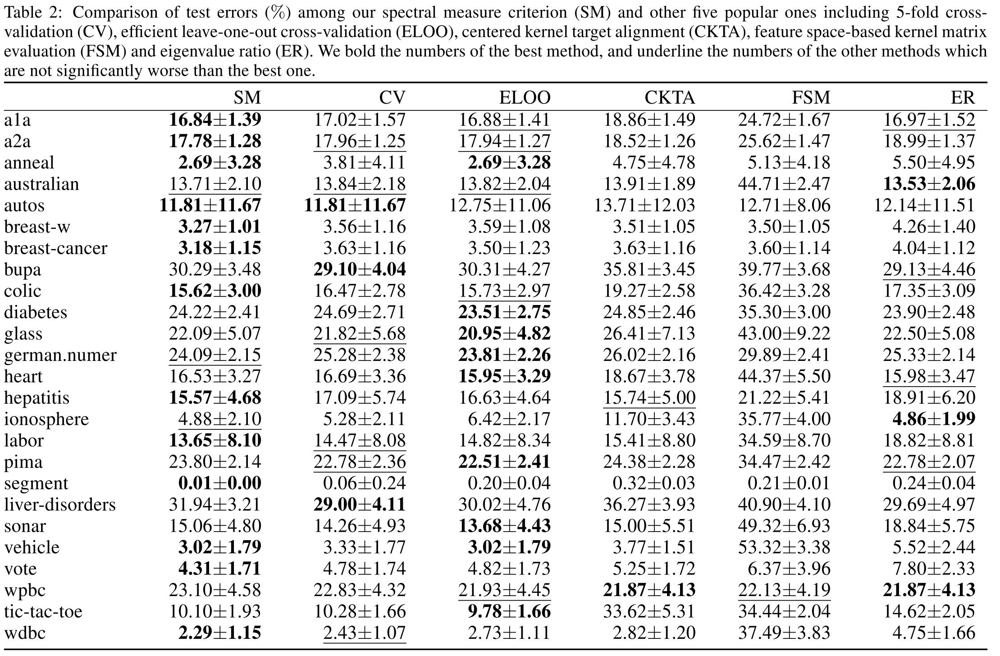 Table 2: Comparison of test errors (%) among our spectral measure criterion (SM) and other five popular ones including 5-fold cross-
validation (CV), efficient leave-one-out cross-validation (ELOO), centered kernel target alignment (CKTA), feature space-based kernel matrix
evaluation (FSM) and eigenvalue ratio (ER). We bold the numbers of the best method, and underline the numbers of the other methods which
are not significantly worse than the best one.
SM CV ELOO CKTA FSM ER
a1a 16.84±1.39 17.02±1.57 16.88±1.41 18.86±1.49 24.72±1.67 16.97±1.52
a2a 17.78±1.28 17.96±1.25 17.94±1.27 18.52±1.26 25.62±1.47 18.99±1.37
anneal 2.69±3.28 3.81±4.11 2.69±3.28 4.75±4.78 5.13±4.18 5.50±4.95
australian 13.71±2.10 13.84±2.18 13.82±2.04 13.91±1.89 44.71±2.47 13.53±2.06
autos 11.81±11.67 11.81±11.67 12.75±11.06 13.71±12.03 12.71±8.06 12.14±11.51
breast-w 3.27±1.01 3.56±1.16 3.59±1.08 3.51±1.05 3.50±1.05 4.26±1.40
breast-cancer 3.18±1.15 3.63±1.16 3.50±1.23 3.63±1.16 3.60±1.14 4.04±1.12
bupa 30.29±3.48 29.10±4.04 30.31±4.27 35.81±3.45 39.77±3.68 29.13±4.46
colic 15.62±3.00 16.47±2.78 15.73±2.97 19.27±2.58 36.42±3.28 17.35±3.09
diabetes 24.22±2.41 24.69±2.71 23.51±2.75 24.85±2.46 35.30±3.00 23.90±2.48
glass 22.09±5.07 21.82±5.68 20.95±4.82 26.41±7.13 43.00±9.22 22.50±5.08
german.numer 24.09±2.15 25.28±2.38 23.81±2.26 26.02±2.16 29.89±2.41 25.33±2.14
heart 16.53±3.27 16.69±3.36 15.95±3.29 18.67±3.78 44.37±5.50 15.98±3.47
hepatitis 15.57±4.68 17.09±5.74 16.63±4.64 15.74±5.00 21.22±5.41 18.91±6.20
ionosphere 4.88±2.10 5.28±2.11 6.42±2.17 11.70±3.43 35.77±4.00 4.86±1.99
labor 13.65±8.10 14.47±8.08 14.82±8.34 15.41±8.80 34.59±8.70 18.82±8.81
pima 23.80±2.14 22.78±2.36 22.51±2.41 24.38±2.28 34.47±2.42 22.78±2.07
segment 0.01±0.00 0.06±0.24 0.20±0.04 0.32±0.03 0.21±0.01 0.24±0.04
liver-disorders 31.94±3.21 29.00±4.11 30.02±4.76 36.27±3.93 40.90±4.10 29.69±4.97
sonar 15.06±4.80 14.26±4.93 13.68±4.43 15.00±5.51 49.32±6.93 18.84±5.75
vehicle 3.02±1.79 3.33±1.77 3.02±1.79 3.77±1.51 53.32±3.38 5.52±2.44
vote 4.31±1.71 4.78±1.74 4.82±1.73 5.25±1.72 6.37±3.96 7.80±2.33
wpbc 23.10±4.58 22.83±4.32 21.93±4.45 21.87±4.13 22.13±4.19 21.87±4.13
tic-tac-toe 10.10±1.93 10.28±1.66 9.78±1.66 33.62±5.31 34.44±2.04 14.62±2.05
wdbc 2.29±1.15 2.43±1.07 2.73±1.11 2.82±1.20 37.49±3.83 4.75±1.66